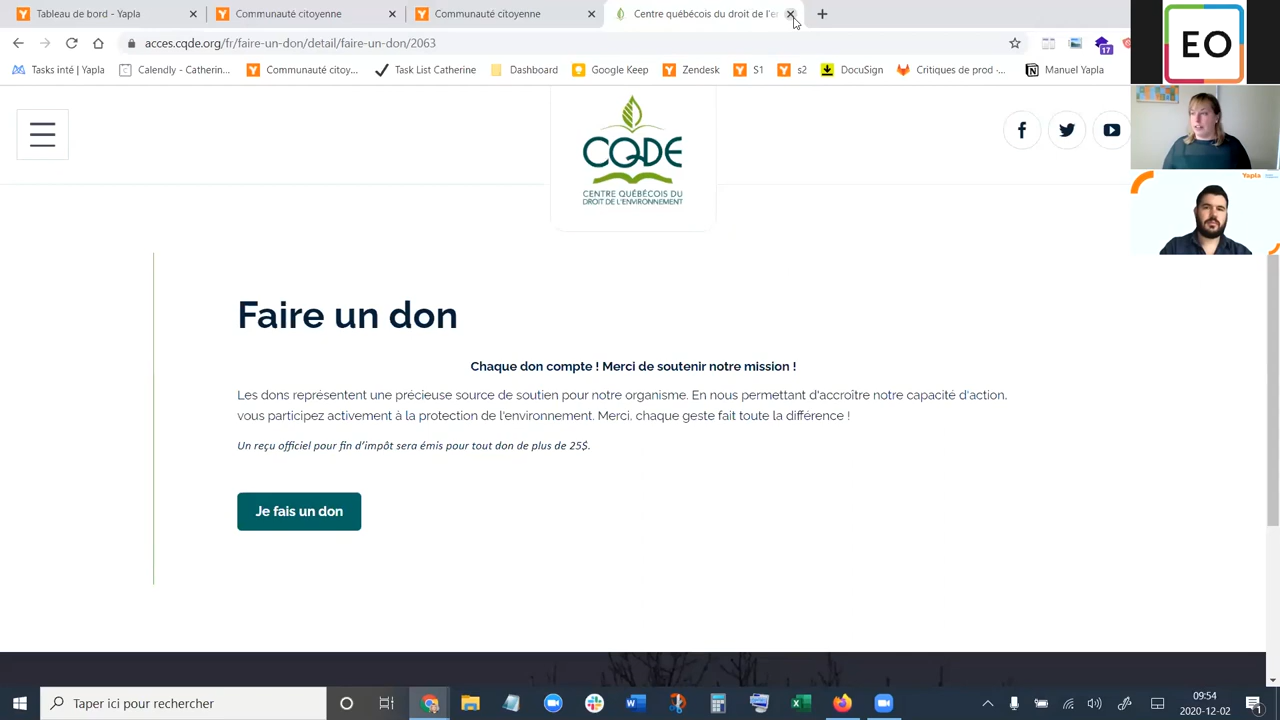 Tableau de bord - Yapla
Communauté citoyenne
Communauté citoyenne
Centre québécois du droit de l'e
acces.cqde.org/fr/faire-un-don/detail/faire-un-don/2063
17
Tasks inté | Yapla
Calendly - Catherin...
Communauté citoy...
Task List Catherine
Dashboard
Google Keep
Zendesk
S1
s2
DocuSign
Critiques de prod -...
Manuel Yapla
EO
CQDE
CENTRE QUÉBÉCOIS DU
DROIT DE L'ENVIRONNEMENT
Yapla
Faire un don
Chaque don compte ! Merci de soutenir notre mission !
Les dons représentent une précieuse source de soutien pour notre organisme. En nous permettant d'accroître notre capacité d'action,
vous participez activement à la protection de l'environnement. Merci, chaque geste fait toute la différence !
Un reçu officiel pour fin d'impôt sera émis pour tout don de plus de 25$.
Je fais un don
Taper ici pour rechercher
09:54
2020-12-02
1